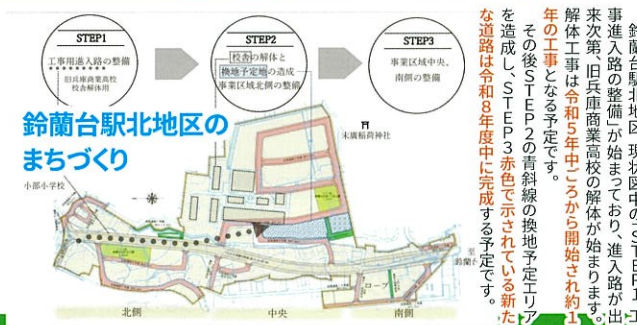 STEP1
工事用進入路の整備
旧兵庫商業高校
校舎解体用
STEP2
校舎の解体と
換地予定地の造成
事業区域北側の整備
STEP3
事業区域中央、
南側の整備
鈴蘭台駅北地区の
まちづくり
小部小学校
末廣稲荷神社
至
鈴蘭台
ロープ
北側
中央
南側
鈴蘭台駅北地区 現状図中のSTEP1「工
事進入路の整備」が始まっており、進入路が出
来次第、旧兵庫商業高校の解体が始まります。
解体工事は令和5年中ごろから開始され約1
年の工事となる予定です。
その後STEP2の青斜線の換地予定エリア
を造成し、STEP3赤色で示されている新た
な道路は令和8年度中に完成する予定です。